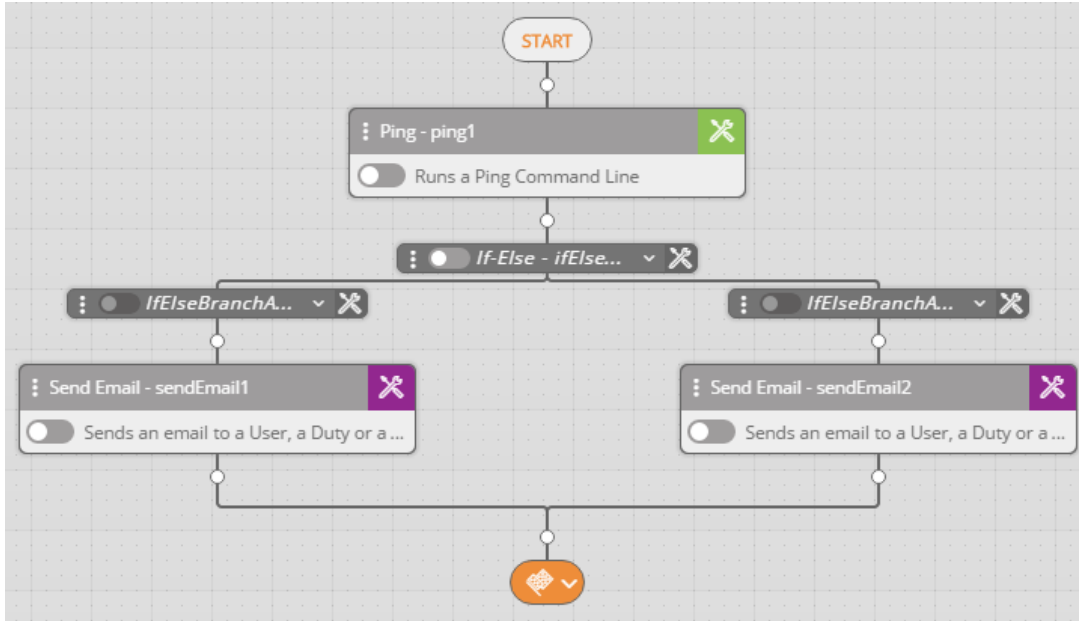 START
Ping - ping1
Runs a Ping Command Line
If-Else - ifElse...
IfElseBranchA...
IfElseBranchA...
Send Email - sendEmail1
Send Email - sendEmail2
Sends an email to a User, a Duty or a ...
Sends an email to a User, a Duty or a ...